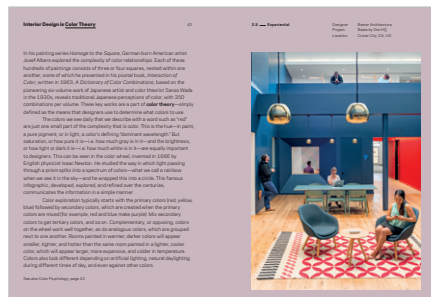 Interior Design is Color Theory
In his painting series Homage to the Square, German-born American artist
Josef Albers explored the complexity of color relationships. Each of these
hundreds of paintings consists of three or four squares, nested within one
another, some of which he presented in his pivotal book, Interaction of
Color, written in 1963. A Dictionary of Color Combinations, based on the
pioneering six-volume work of Japanese artist and color theorist Sanzo Wada
in the 1930s, reveals traditional Japanese perceptions of color, with 350
combinations per volume. These key works are a part of color theory—simply
defined as the means that designers use to determine what colors to use.
The colors we see daily that we describe with a word such as 'red'
are just one small part of the complexity that is color. This is the hue—in paint,
a pure pigment, or in light, a color's defining "dominant wavelength." But
saturation, or how pure it is—i.e. how much gray is in it—and the brightness,
or how light or dark it is—i.e. how much white is in it—are equally important
to designers. This can be seen in the color wheel, invented in 1666 by
English physicist Isaac Newton. He studied the way in which light passing
through a prism splits into a spectrum of colors—what we call a rainbow
when we see it in the sky—and he wrapped this into a circle. This famous
infographic, developed, explored, and refined over the centuries,
communicates the information in a simple manner.
Color exploration typically starts with the primary colors (red, yellow,
blue) followed by secondary colors, which are created when the primary
colors are mixed (for example, red and blue make purple). Mix secondary
colors to get tertiary colors, and so on. Complementary, or opposing, colors
on the wheel work well together, as do analogous colors, which are grouped
next to one another. Rooms painted in warmer, darker colors will appear
smaller, tighter, and hotter than the same room painted in a lighter, cooler
color, which will appear larger, more expansive, and colder in temperature.
Colors also look different depending on artificial lighting, natural daylighting
during different times of day, and even against other colors.
See also Color Psychology, page
Experiential
Designer
Project
Location
Architecture
Beats by Dre HQ,
Culver City, CA, US